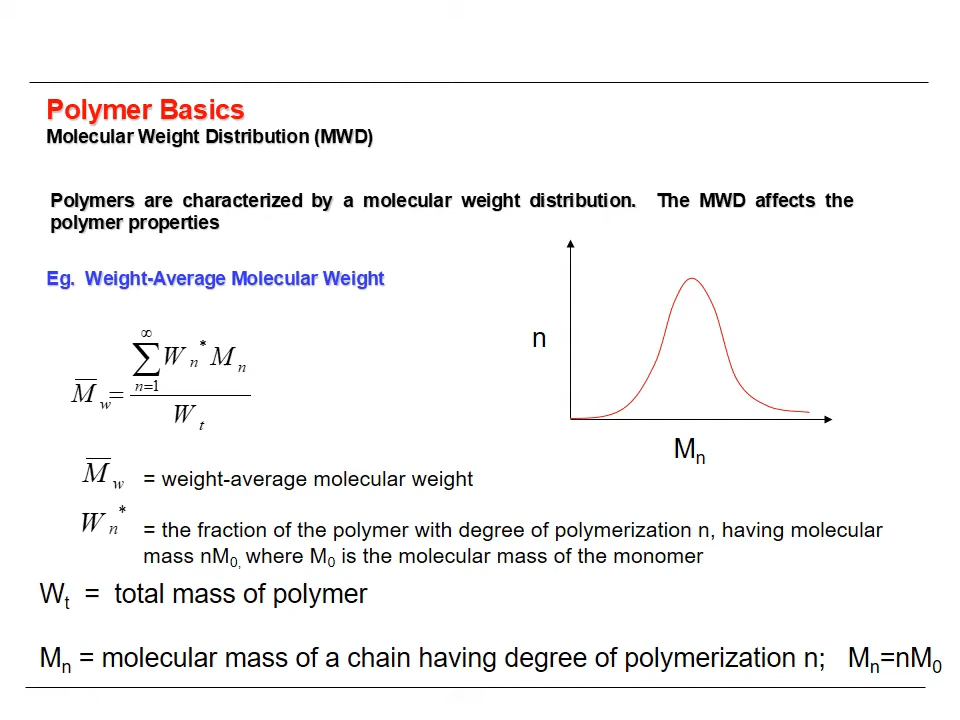 Polymer Basics
Molecular Weight Distribution (MWD)
Polymers are characterized by a molecular weight distribution. The MWD affects the
polymer properties
Eg. Weight-Average Molecular Weight
M̅w = ∑n=1∞ Wn* Mn / Wt
n
Mn
M̅w = weight-average molecular weight
Wn* = the fraction of the polymer with degree of polymerization n, having molecular
mass nM0, where M0 is the molecular mass of the monomer
Wt = total mass of polymer
Mn = molecular mass of a chain having degree of polymerization n; Mn=nM0